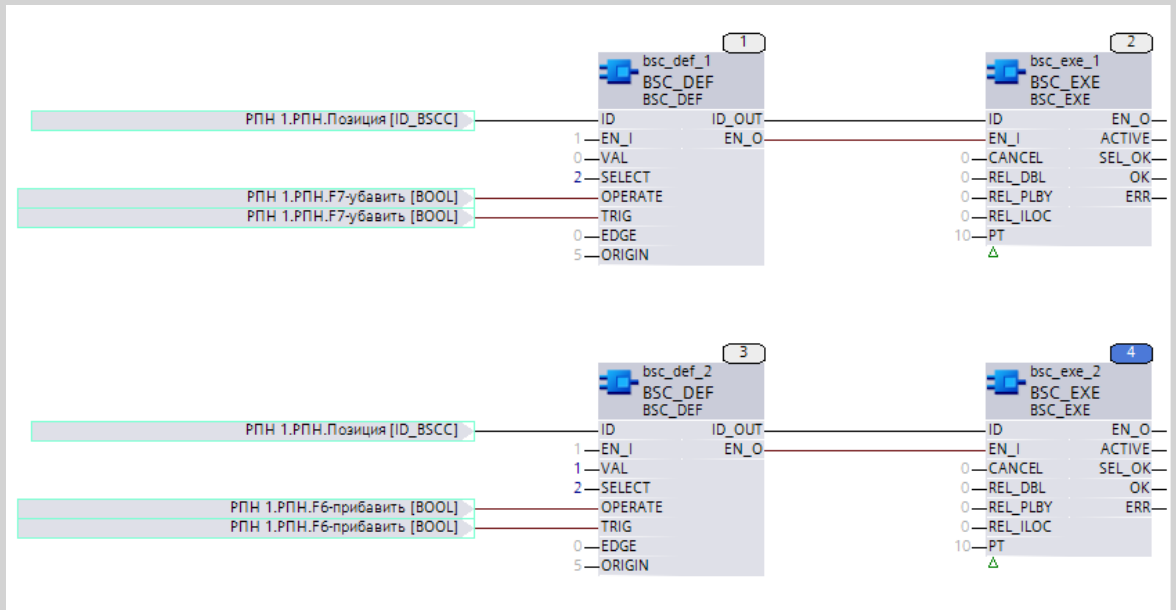 1
bsc_def_1
BSC_DEF
BSC_DEF
2
bsc_exe_1
BSC_EXE
BSC_EXE
РПН 1.РПН.Позиция [ID_BSCC]
ID
ID_OUT
ID
EN_O
1
EN_I
EN_O
EN_I
ACTIVE
0
VAL
0
CANCEL
SEL_OK
2
SELECT
0
REL_DBL
OK
РПН 1.РПН.F7-убавить [BOOL]
OPERATE
0
REL_PLBY
ERR
РПН 1.РПН.F7-убавить [BOOL]
TRIG
0
REL_ILOC
0
EDGE
10
PT
5
ORIGIN
3
bsc_def_2
BSC_DEF
BSC_DEF
4
bsc_exe_2
BSC_EXE
BSC_EXE
РПН 1.РПН.Позиция [ID_BSCC]
ID
ID_OUT
ID
EN_O
1
EN_I
EN_O
EN_I
ACTIVE
1
VAL
0
CANCEL
SEL_OK
2
SELECT
0
REL_DBL
OK
РПН 1.РПН.F6-прибавить [BOOL]
OPERATE
0
REL_PLBY
ERR
РПН 1.РПН.F6-прибавить [BOOL]
TRIG
0
REL_ILOC
0
EDGE
10
PT
5
ORIGIN